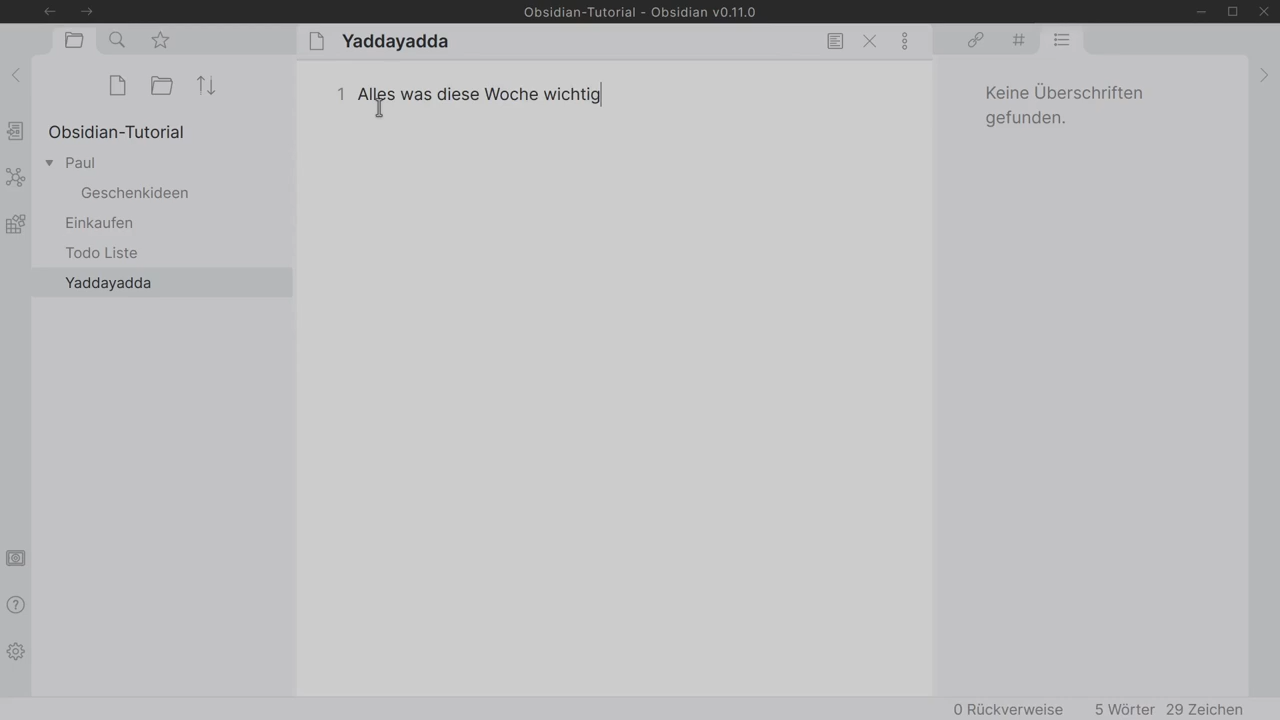 Obsidian-Tutorial - Obsidian v0.11.0
Yaddayadda
Obsidian-Tutorial
Paul
Geschenkideen
Einkaufen
Todo Liste
Yaddayadda
1 Alles was diese Woche wichtig
Keine Überschriften
gefunden.
0 Rückverweise 5 Wörter 29 Zeichen